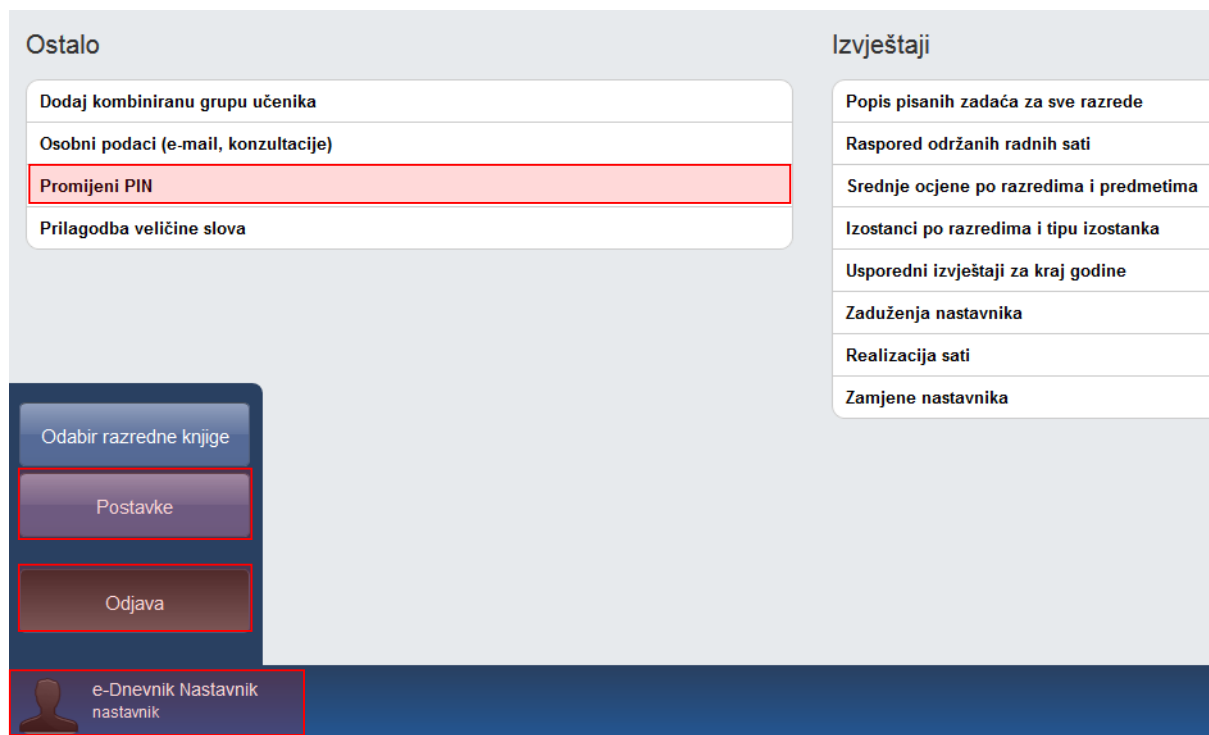 Ostalo
Dodaj kombiniranu grupu učenika
Osobni podaci (e-mail, konzultacije)
Promijeni PIN
Prilagodba veličine slova
Izvještaji
Popis pisanih zadaća za sve razrede
Raspored održanih radnih sati
Srednje ocjene po razredima i predmetima
Izostanci po razredima i tipu izostanka
Usporedni izvještaji za kraj godine
Zaduženja nastavnika
Realizacija sati
Zamjene nastavnika
Odabir razredne knjige
Postavke
Odjava
e-Dnevnik Nastavnik
nastavnik